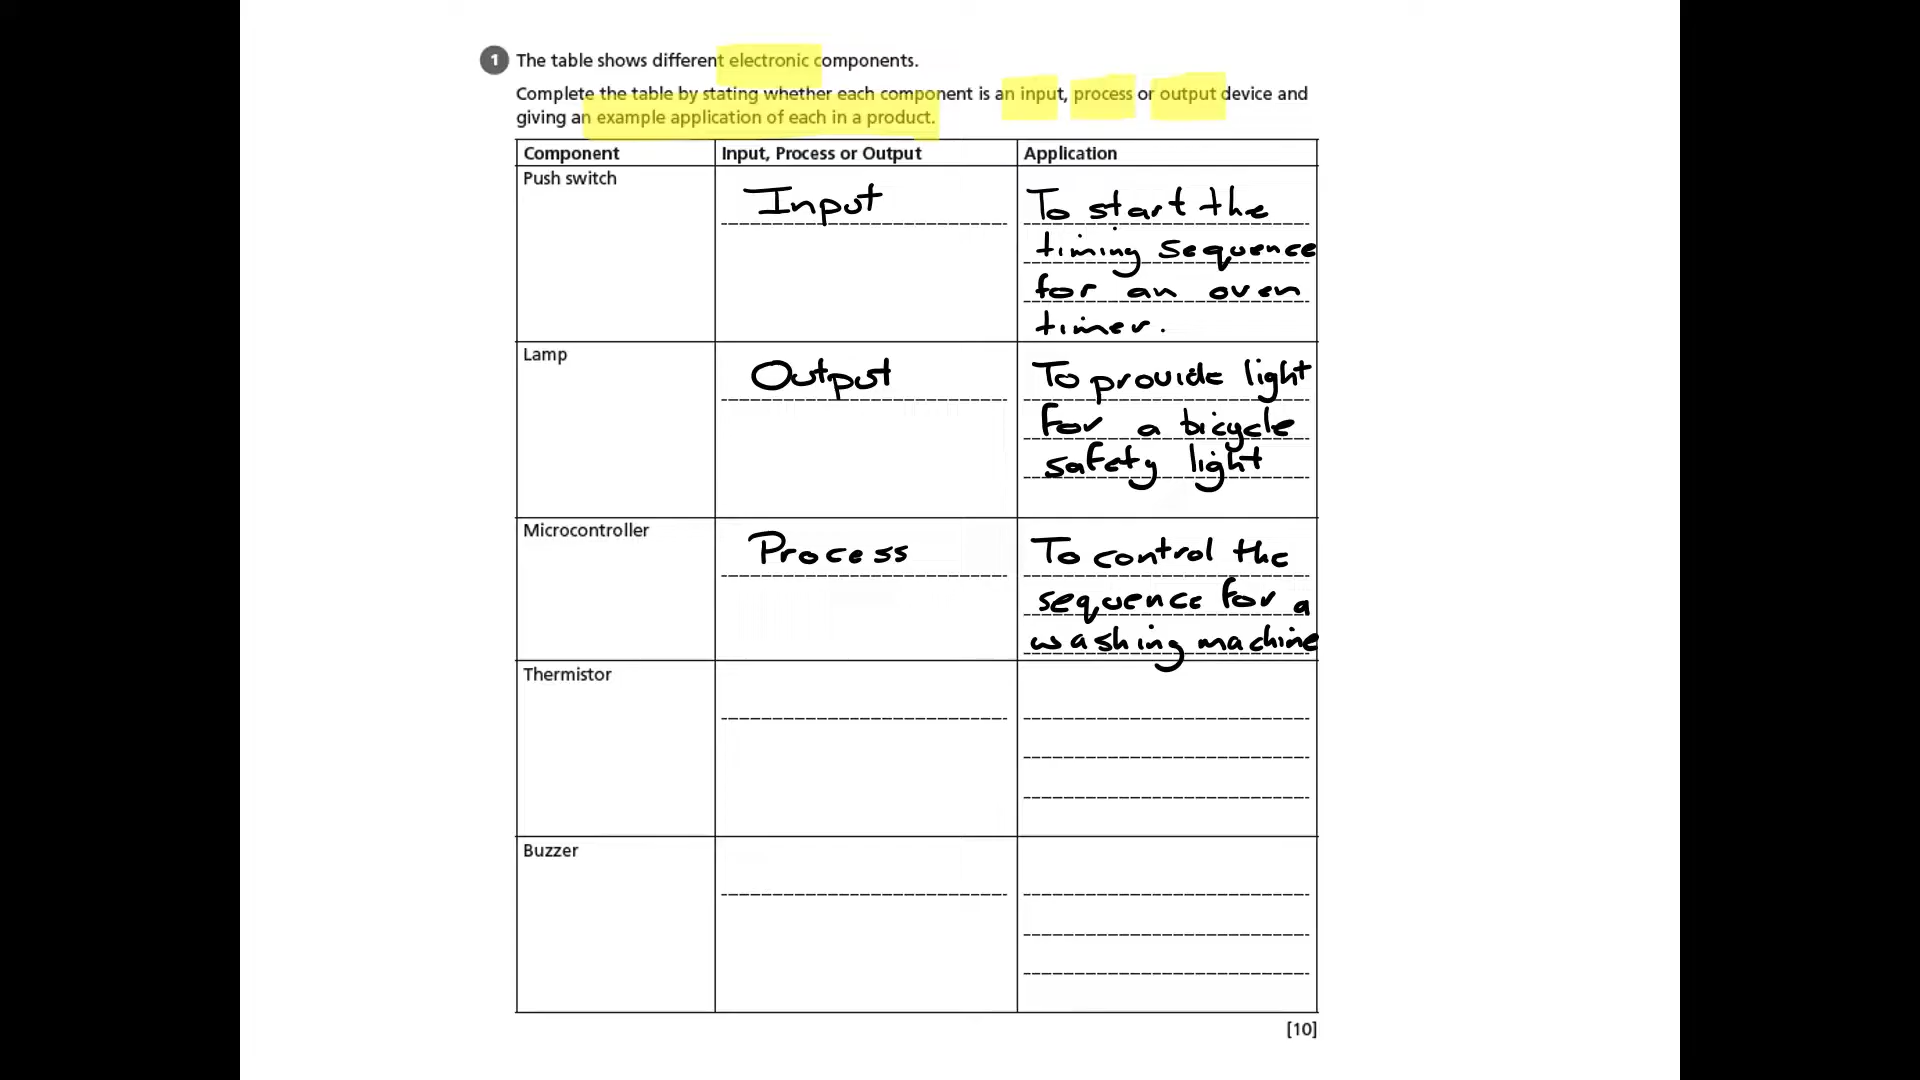 1 The table shows different electronic components.
Complete the table by stating whether each component is an input, process or output device and
giving an example application of each in a product.
Component Input, Process or Output Application
Push switch
Input To start the
timing sequence
for an oven
timer.
Lamp
Output To provide light
for a bicycle
safety light
Microcontroller
Process To control the
sequence for a
washing machine
Thermistor
Buzzer
[10]